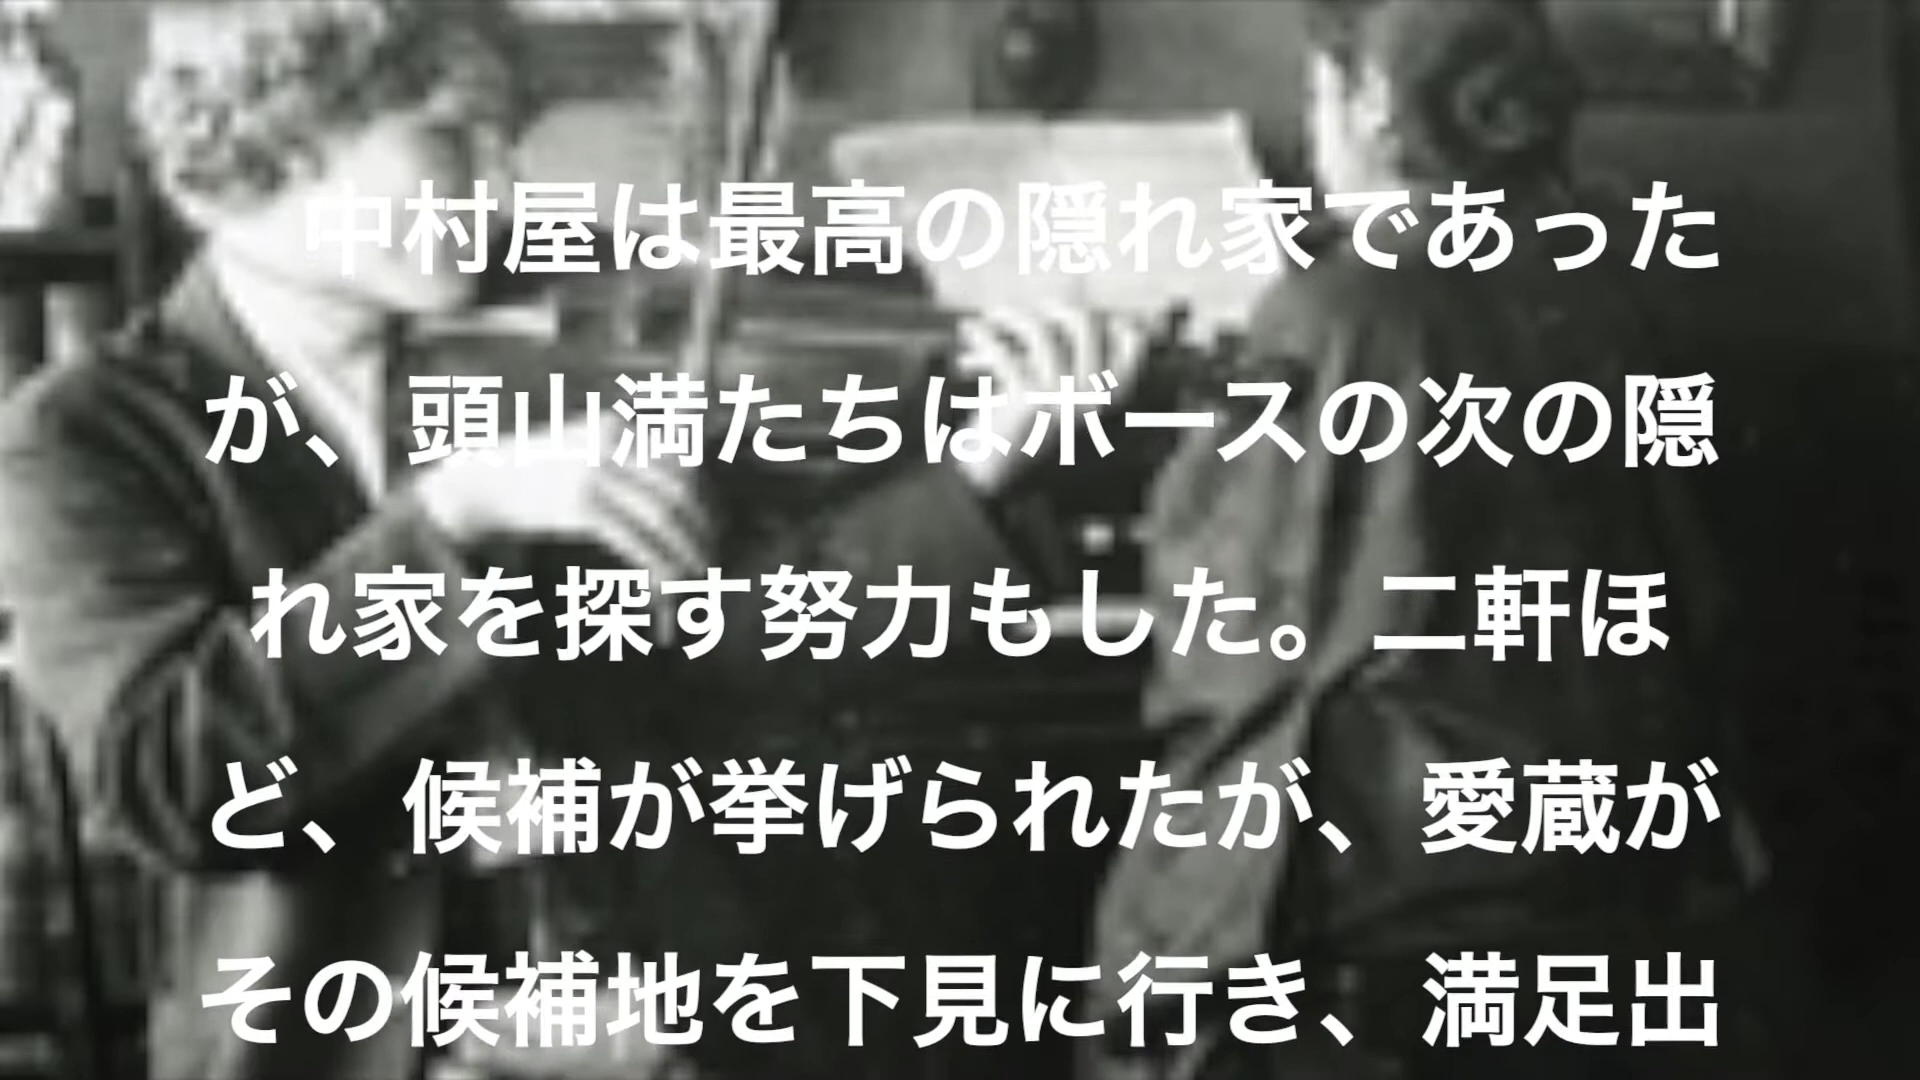 中村屋は最高の隠れ家であった
が、頭山満たちはボースの次の隠
れ家を探す努力もした。二軒ほ
ど、候補が挙げられたが、愛蔵が
その候補地を下見に行き、満足出